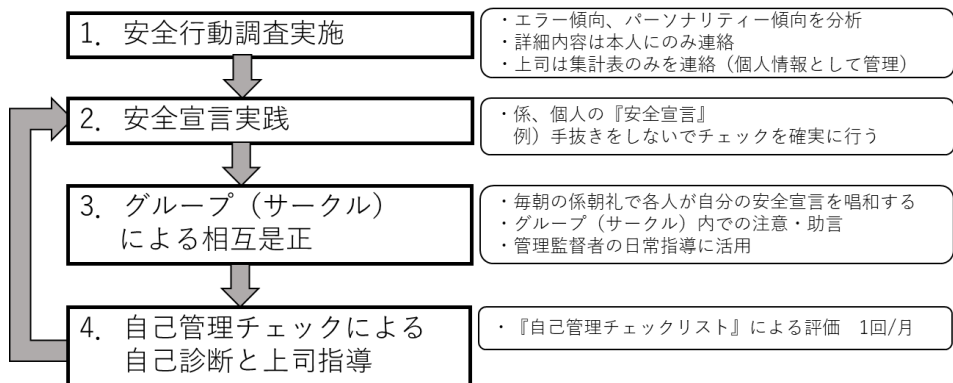 1. 安全行動調査実施
・エラー傾向、パーソナリティー傾向を分析
・詳細内容は本人にのみ連絡
・上司は集計表のみを連絡（個人情報として管理）
2. 安全宣言実践
・係、個人の『安全宣言』
例）手抜きをしないでチェックを確実に行う
3. グループ（サークル）
による相互是正
・毎朝の係朝礼で各人が自分の安全宣言を唱和する
・グループ（サークル）内での注意・助言
・管理監督者の日常指導に活用
4. 自己管理チェックによる
自己診断と上司指導
・『自己管理チェックリスト』による評価　1回/月